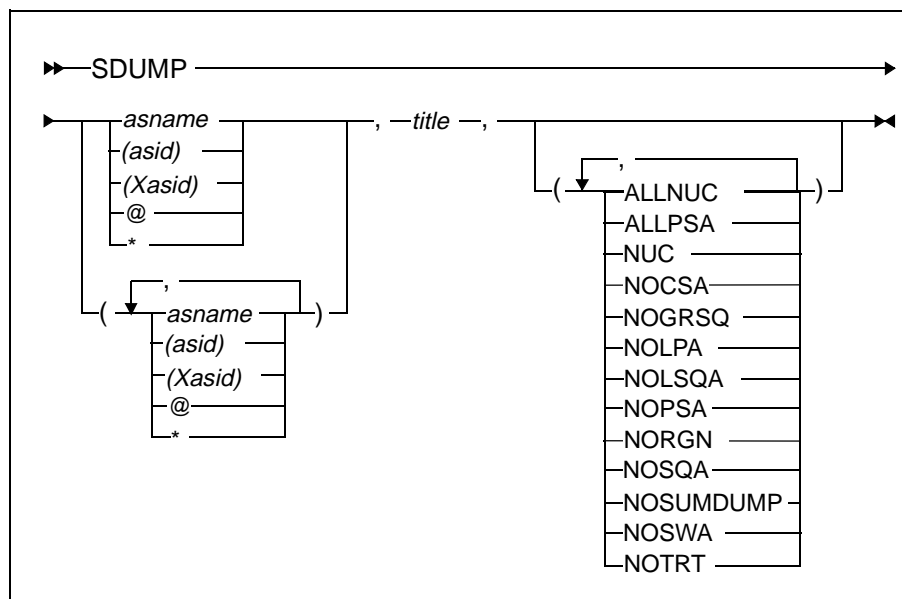 SDUMP
asname , title ,
(asid)
(Xasid)
@
*
( , )
asname
(asid)
(Xasid)
@
*
( , )
ALLNUC
ALLPSA
NUC
NOCSA
NOGRSQ
NOLPA
NOLSQA
NOPSA
NORGN
NOSQA
NOSUMDUMP
NOSWA
NOTRT